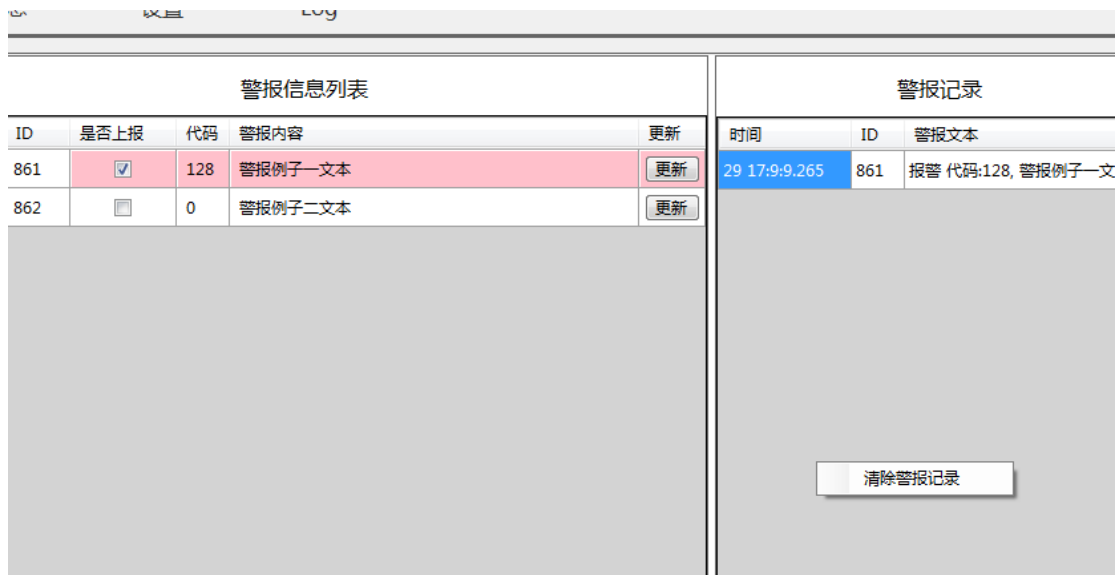 设置 Log
警报信息列表
ID 是否上报 代码 警报内容 更新
861 128 警报例子一文本 更新
862 0 警报例子二文本 更新
警报记录
时间 ID 警报文本
29 17:9:9.265 861 报警 代码:128, 警报例子一文
清除警报记录